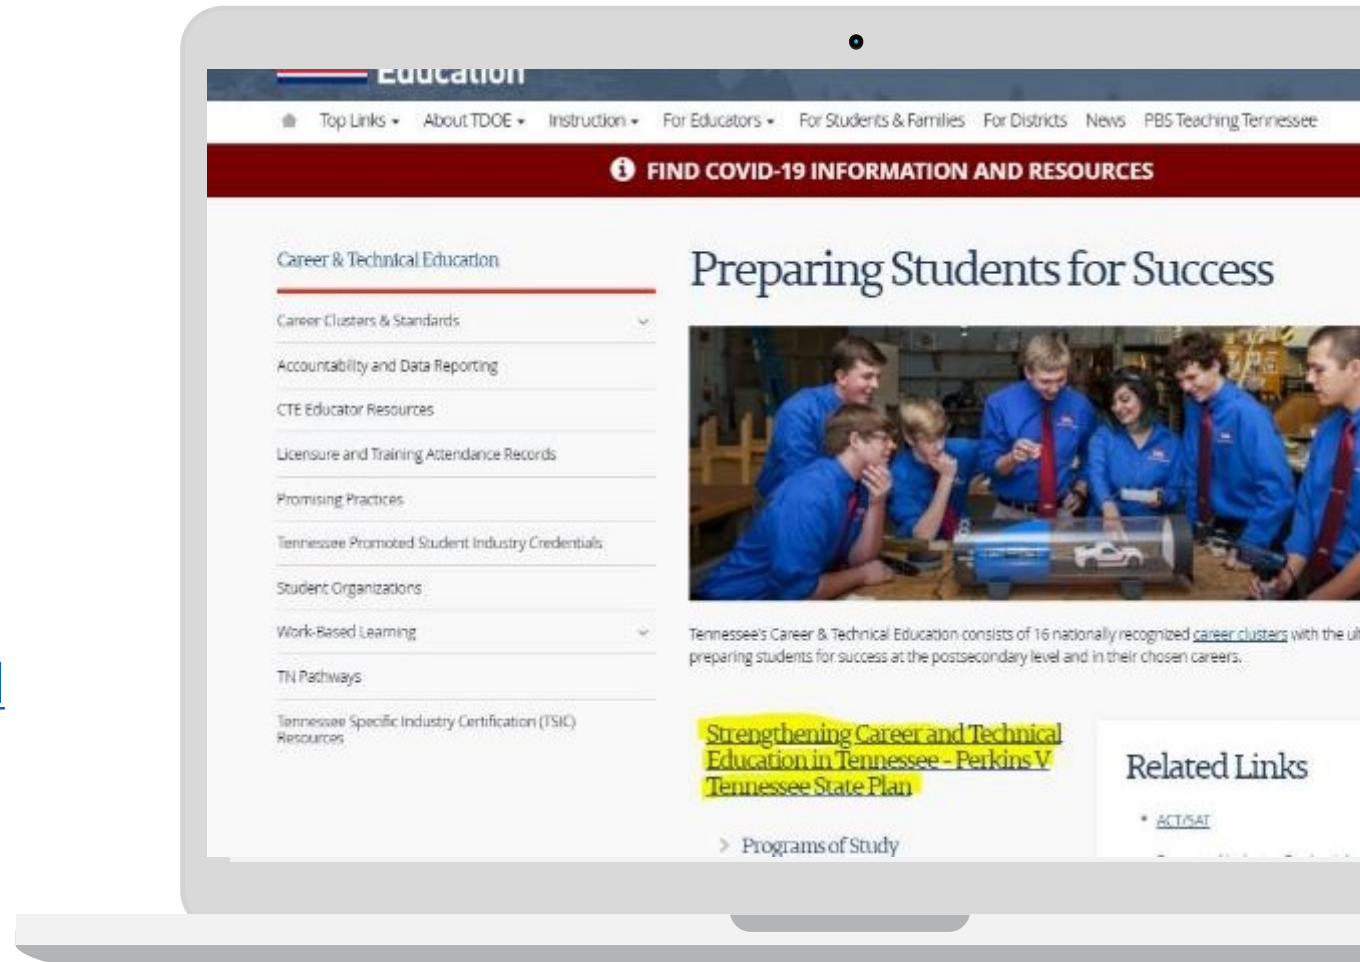 Education
Top Links
About TDOE
Instruction
For Educators
For Students & Families
For Districts
News
PBS Teaching Tennessee
FIND COVID-19 INFORMATION AND RESOURCES
Career & Technical Education
Career Clusters & Standards
Accountability and Data Reporting
CTE Educator Resources
Licensure and Training Attendance Records
Promising Practices
Tennessee Promoted Student Industry Credentials
Student Organizations
Work-Based Learning
TN Pathways
Tennessee Specific Industry Certification (TSIC)
Resources
Preparing Students for Success
Tennessee's Career & Technical Education consists of 16 nationally recognized career clusters with the
preparing students for success at the postsecondary level and in their chosen careers.
Strengthening Career and Technical
Education in Tennessee - Perkins V
Tennessee State Plan
Programs of Study
Related Links
ACT/SAT